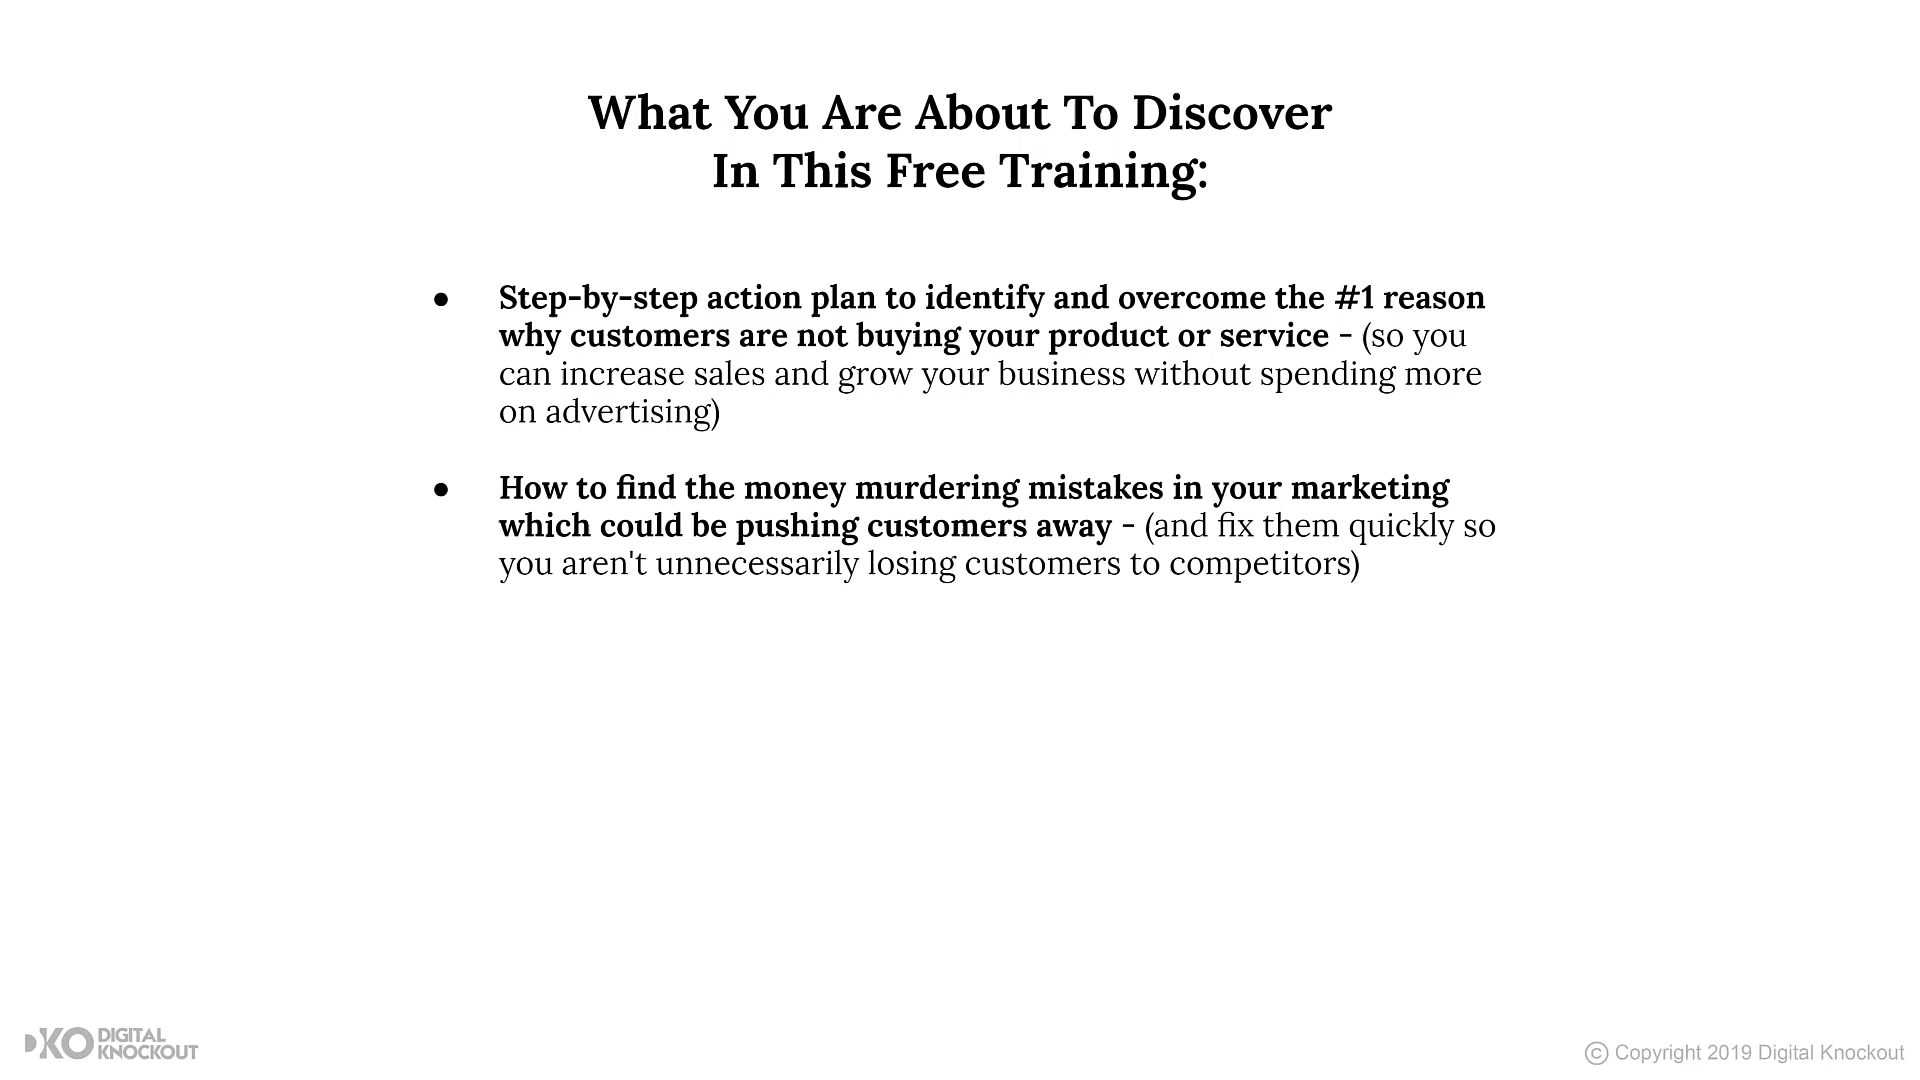 What You Are About To Discover
In This Free Training:
● Step-by-step action plan to identify and overcome the #1 reason
why customers are not buying your product or service - (so you
can increase sales and grow your business without spending more
on advertising)
● How to find the money murdering mistakes in your marketing
which could be pushing customers away - (and fix them quickly so
you aren't unnecessarily losing customers to competitors)
KO DIGITAL
KNOCKOUT
© Copyright 2019 Digital Knockout